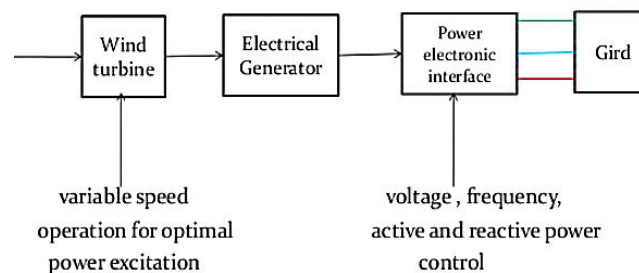 Wind
turbine
Electrical
Generator
Power
electronic
interface
Gird
variable speed
operation for optimal
power excitation
voltage , frequency,
active and reactive power
control